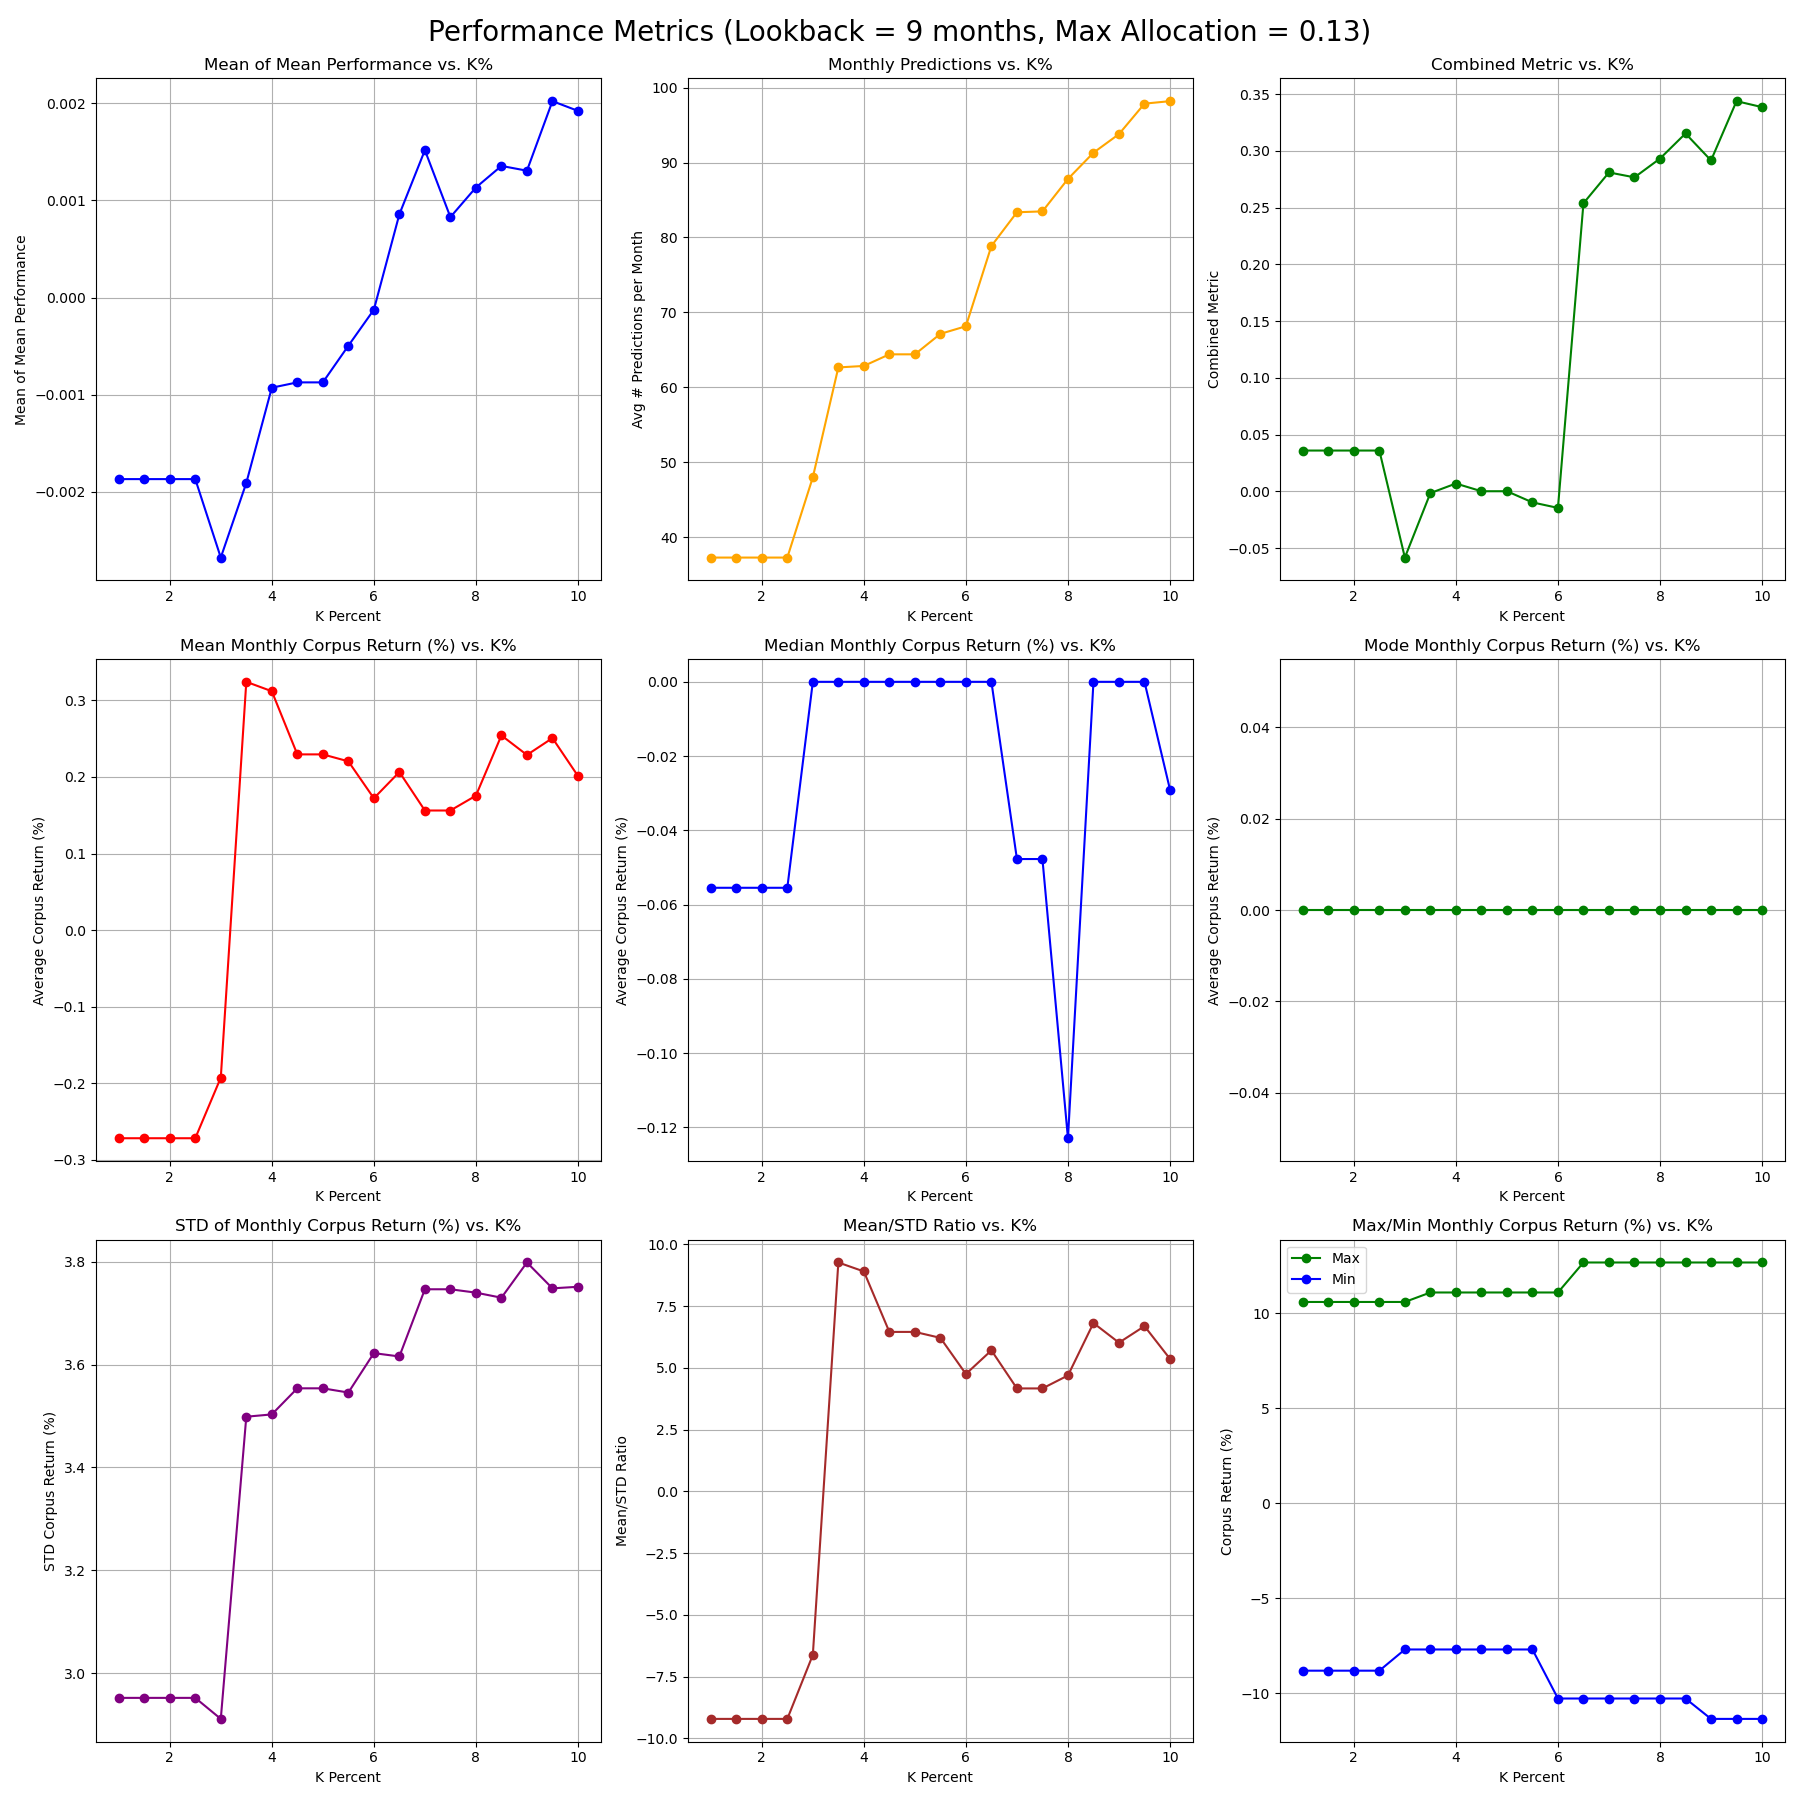 Performance Metrics (Lookback = 9 months, Max Allocation = 0.13)
Mean of Mean Performance vs. K%
Mean of Mean Performance
0.002
0.001
0.000
−0.001
−0.002
2 4 6 8 10
K Percent
Monthly Predictions vs. K%
Avg # Predictions per Month
100
90
80
70
60
50
40
2 4 6 8 10
K Percent
Combined Metric vs. K%
Combined Metric
0.35
0.30
0.25
0.20
0.15
0.10
0.05
0.00
−0.05
2 4 6 8 10
K Percent
Mean Monthly Corpus Return (%) vs. K%
Average Corpus Return (%)
0.3
0.2
0.1
0.0
−0.1
−0.2
−0.3
2 4 6 8 10
K Percent
Median Monthly Corpus Return (%) vs. K%
Average Corpus Return (%)
0.00
−0.02
−0.04
−0.06
−0.08
−0.10
−0.12
2 4 6 8 10
K Percent
Mode Monthly Corpus Return (%) vs. K%
Average Corpus Return (%)
0.04
0.02
0.00
−0.02
−0.04
2 4 6 8 10
K Percent
STD of Monthly Corpus Return (%) vs. K%
STD Corpus Return (%)
3.8
3.6
3.4
3.2
3.0
2 4 6 8 10
K Percent
Mean/STD Ratio vs. K%
Mean/STD Ratio
10.0
7.5
5.0
2.5
0.0
−2.5
−5.0
−7.5
−10.0
2 4 6 8 10
K Percent
Max/Min Monthly Corpus Return (%) vs. K%
Max
Min
Corpus Return (%)
10
5
0
−5
−10
2 4 6 8 10
K Percent